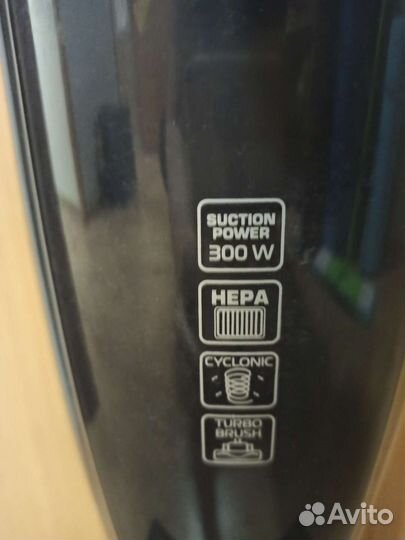 SUCTION
POWER
300 W
HEPA
CYCLONIC
TURBO
BRUSH
Avito